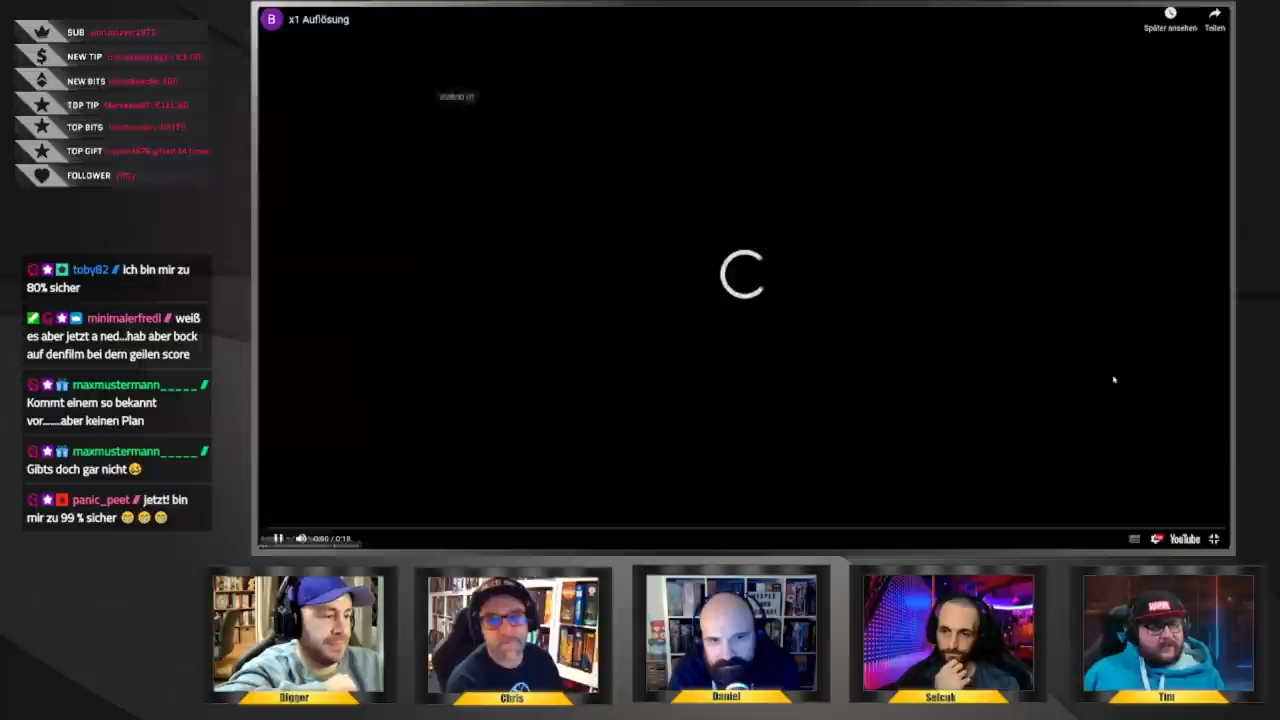 B x1 Auflösung
Später ansehen
Teilen
SUB
NEW TIP
NEW BITS
TOP TIP
TOP BITS
TOP GIFT
FOLLOWER
toby82 // ich bin mir zu
80% sicher
minimalerfredl // weiß
es aber jetzt a ned...hab aber bock
auf denfilm bei dem geilen score
maxmustermann_____ //
Kommt einem so bekannt
vor.......aber keinen Plan
maxmustermann_____ //
Gibts doch gar nicht
panic_peet // jetzt! bin
mir zu 99 % sicher
YouTube
MARVEL
Digger
Chris
Daniel
Selcuk
Tim